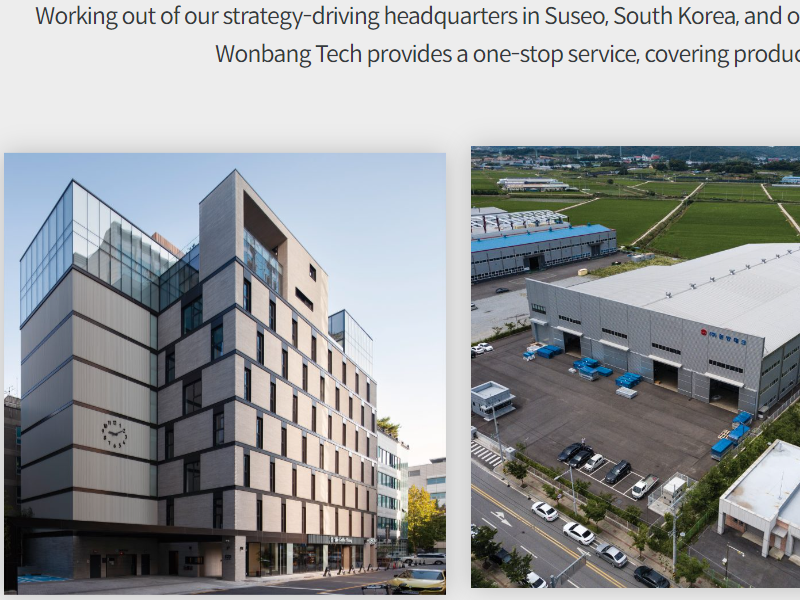 Working out of our strategy-driving headquarters in Suseo, South Korea, and o
Wonbang Tech provides a one-stop service, covering produc